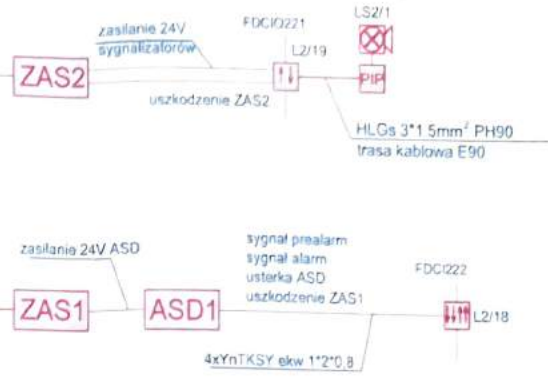 LS2/1
zasilanie 24V
sygnalizatorów
FDCIO221
L2/19
ZAS2
PIP
uszkodzenie ZAS2
HLGs 3*1 5mm² PH90
trasa kablowa E90
sygnał prealarm
zasilanie 24V ASD
sygnał alarm
usterka ASD
FDCI222
uszkodzenie ZAS1
ZAS1
ASD1
L2/18
4xYnTKSY ekw 1*2*0,8